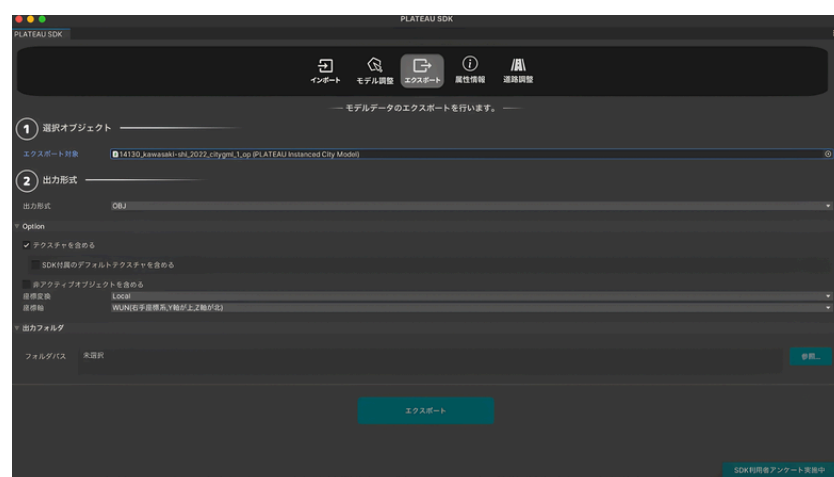 PLATEAU SDK
PLATEAU SDK
インポート モデル調整 エクスポート 属性情報 道路調整
モデルデータのエクスポートを行います。
1 選択オブジェクト
エクスポート対象 14130_kawasaki-shi_2022_citygml_1_op (PLATEAU Instanced City Model)
2 出力形式
出力形式 OBJ
Option
テクスチャを含める
SDK付属のデフォルトテクスチャを含める
非アクティブオブジェクトを含める
座標変換 Local
座標軸 WUN(右手座標系,Y軸が上,Z軸が北)
出力フォルダ
フォルダパス 未選択 参照...
エクスポート
SDK利用者アンケート実施中